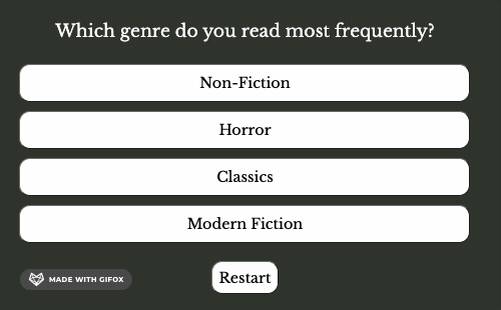 Which genre do you read most frequently?
Non-Fiction
Horror
Classics
Modern Fiction
MADE WITH GIFOX
Restart